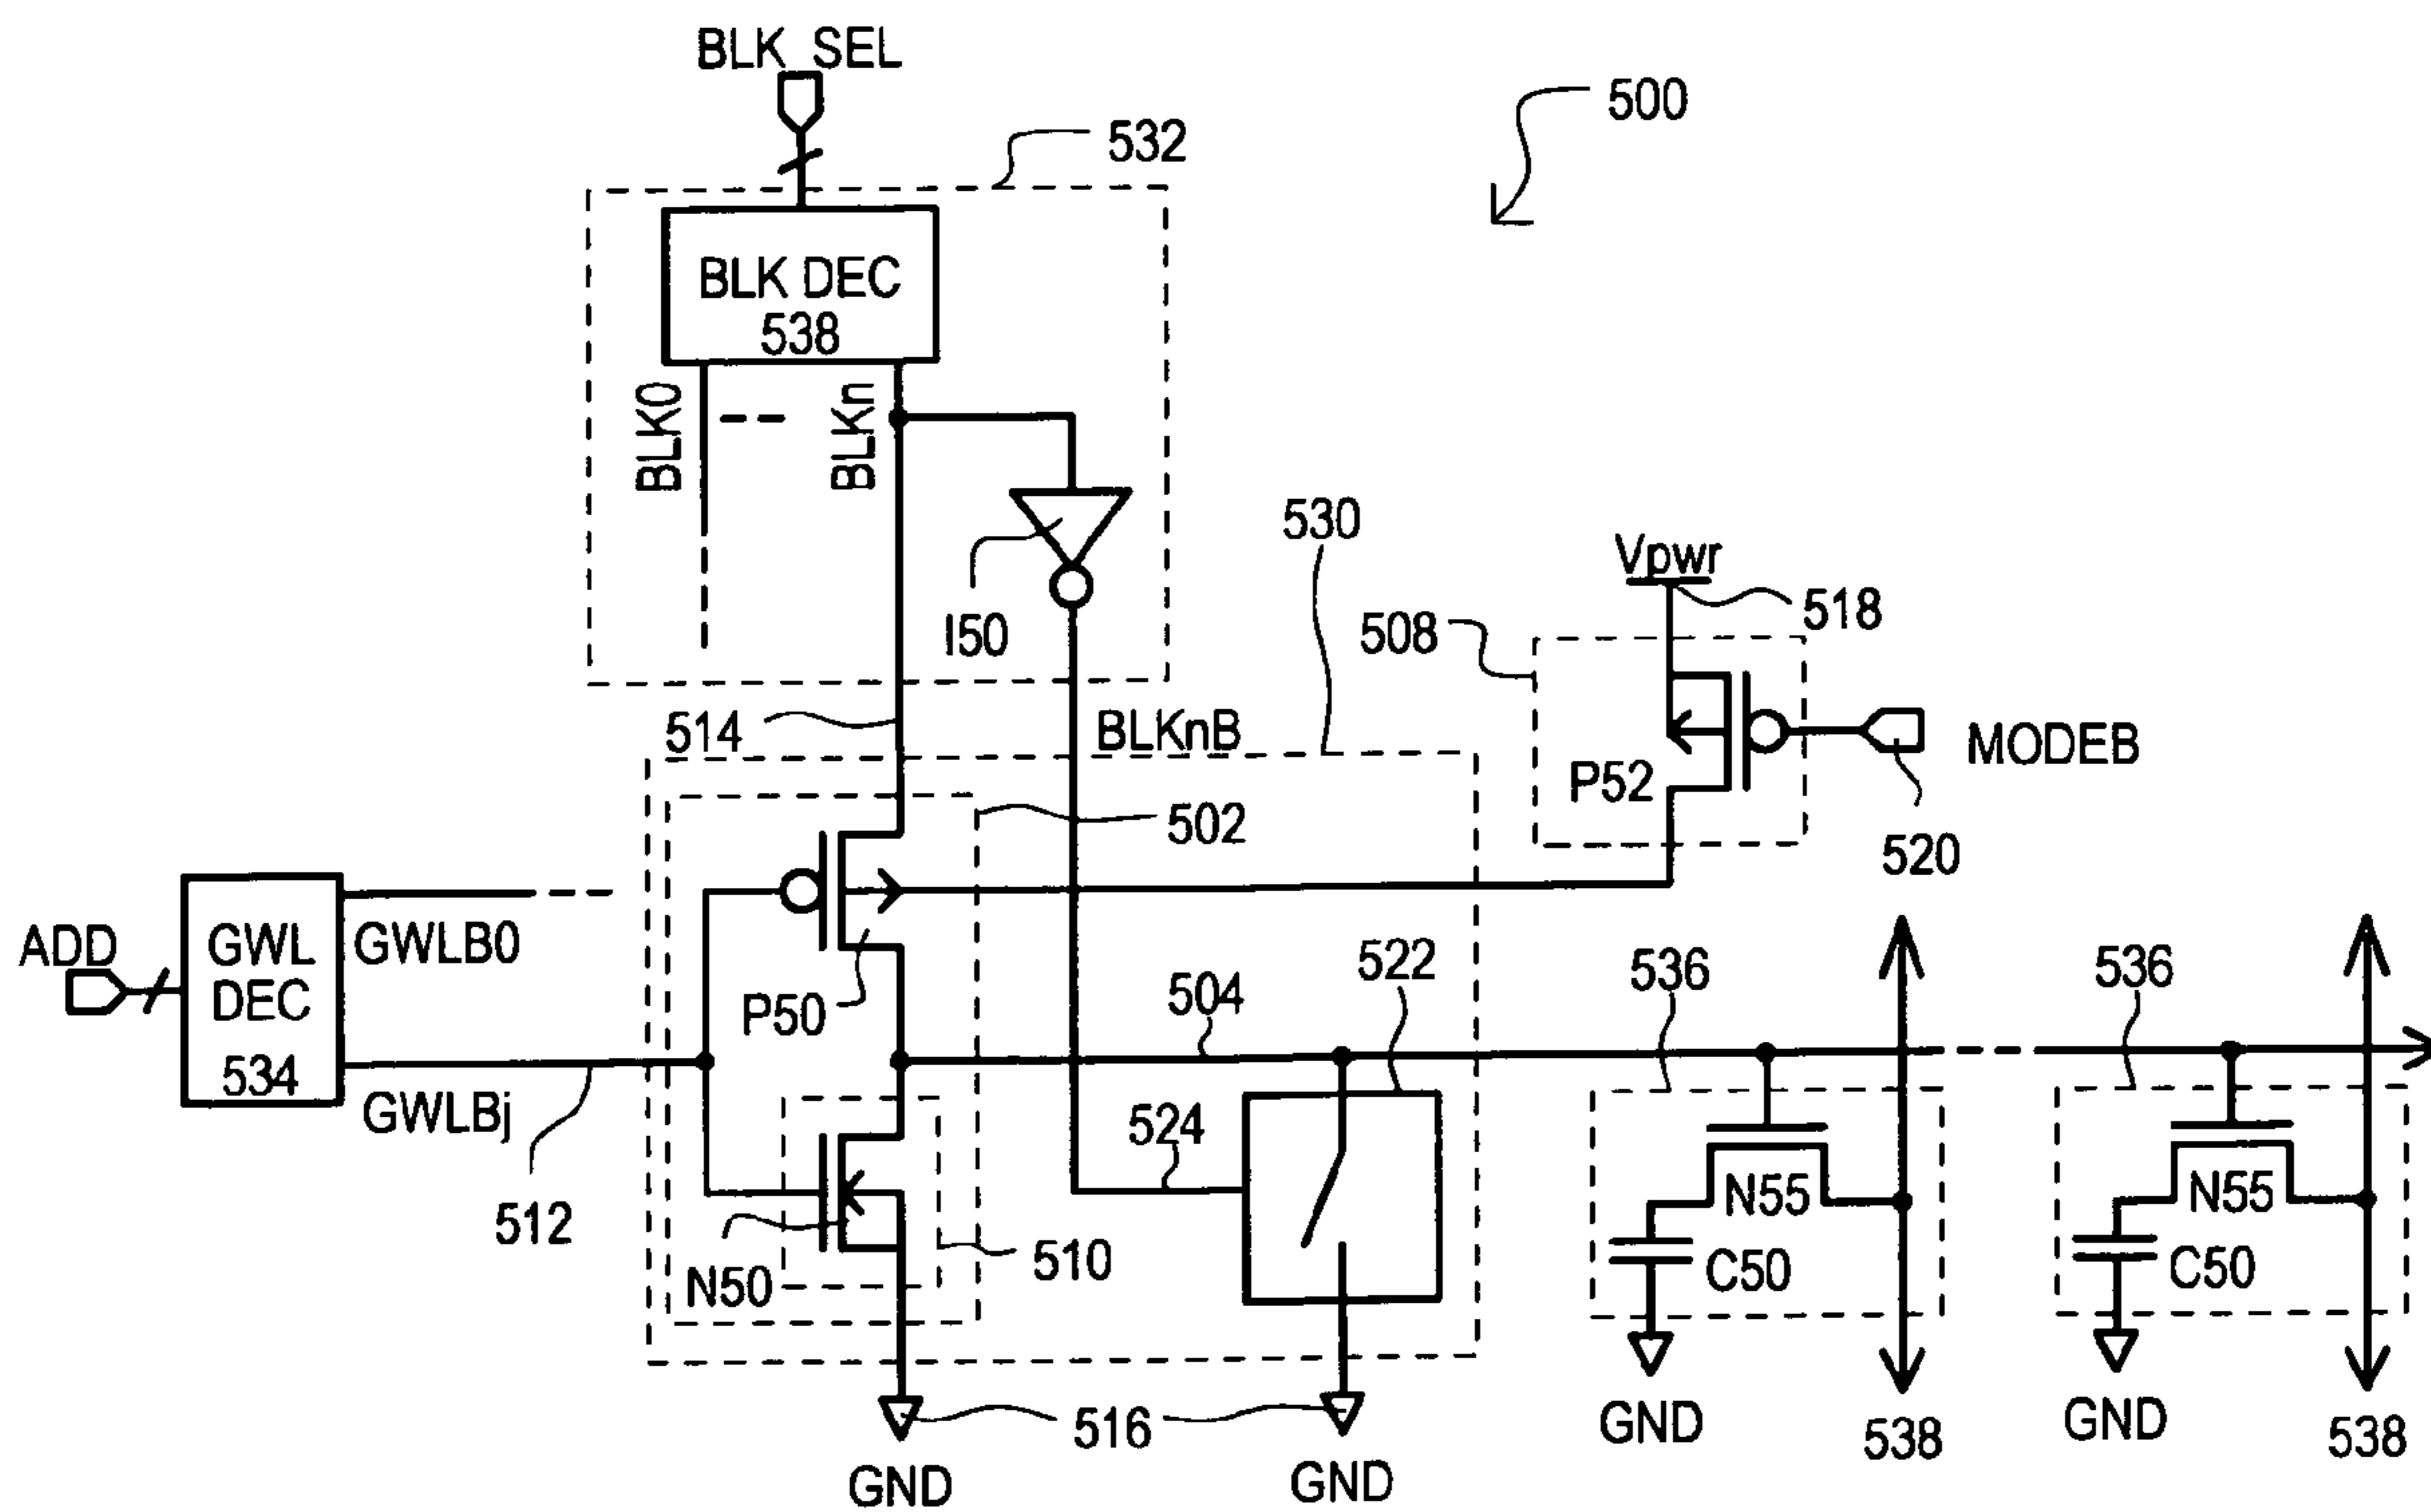 BLK SEL
500
532
BLK DEC
538
BLK0
BLKn
530
I50
Vpwr
518
508
514
BLKnB
MODEB
P52
502
520
ADD
GWL
DEC
534
GWLB0
P50
504
522
536
536
GWLBj
524
512
N50
510
N55
C50
N55
C50
516
GND
GND
GND
538
GND
538